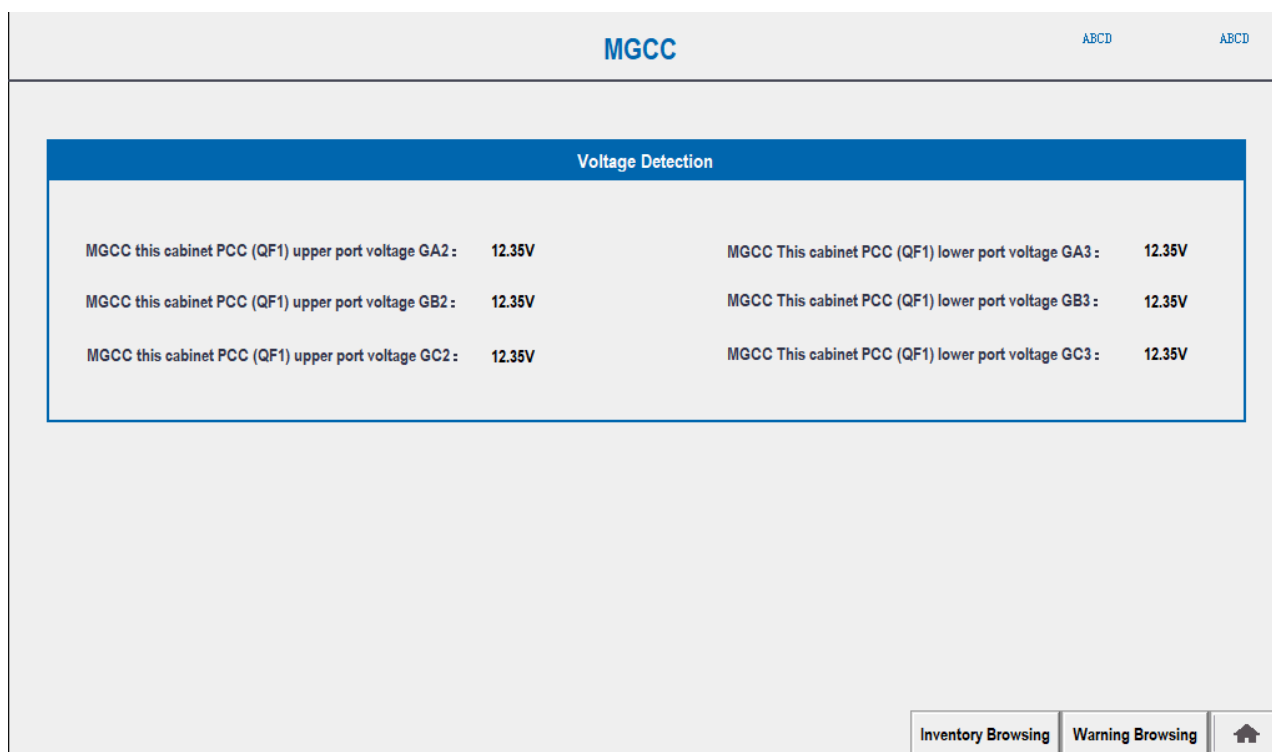 MGCC
ABCD
ABCD
Voltage Detection
MGCC this cabinet PCC (QF1) upper port voltage GA2： 12.35V
MGCC This cabinet PCC (QF1) lower port voltage GA3： 12.35V
MGCC this cabinet PCC (QF1) upper port voltage GB2： 12.35V
MGCC This cabinet PCC (QF1) lower port voltage GB3： 12.35V
MGCC this cabinet PCC (QF1) upper port voltage GC2： 12.35V
MGCC This cabinet PCC (QF1) lower port voltage GC3： 12.35V
Inventory Browsing
Warning Browsing